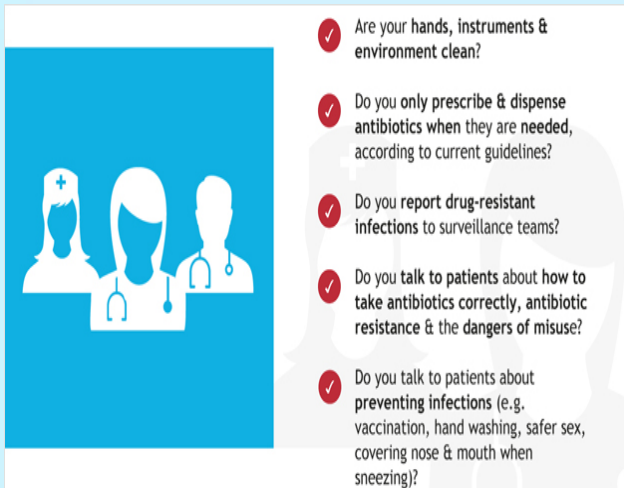 Are your hands, instruments &
environment clean?
Do you only prescribe & dispense
antibiotics when they are needed,
according to current guidelines?
Do you report drug-resistant
infections to surveillance teams?
Do you talk to patients about how to
take antibiotics correctly, antibiotic
resistance & the dangers of misuse?
Do you talk to patients about
preventing infections (e.g.
vaccination, hand washing, safer sex,
covering nose & mouth when
sneezing)?